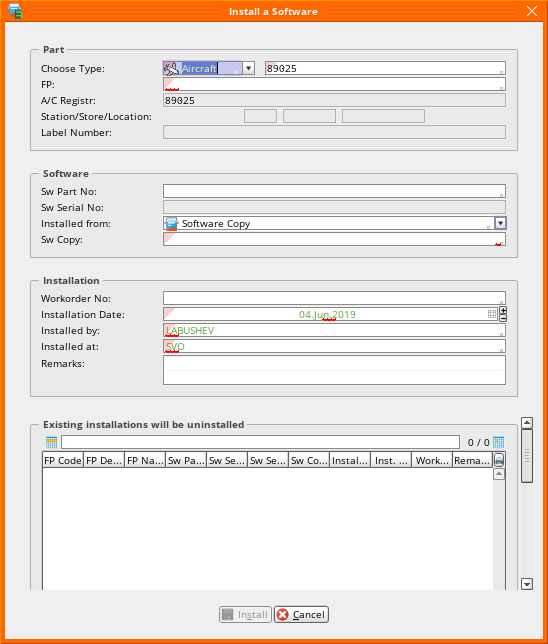 Install a Software
Part
Choose Type: Aircraft 89025
FP:
A/C Registr: 89025
Station/Store/Location:
Label Number:
Software
Sw Part No:
Sw Serial No:
Installed from: Software Copy
Sw Copy:
Installation
Workorder No:
Installation Date: 04.Jun.2019
Installed by: LABUSHEV
Installed at: SVO
Remarks:
Existing installations will be uninstalled
0 / 0
FP Code FP De... FP Na... Sw Pa... Sw Se... Sw Se... Sw Co... Instal... Inst. ... Work... Rema...
Install Cancel